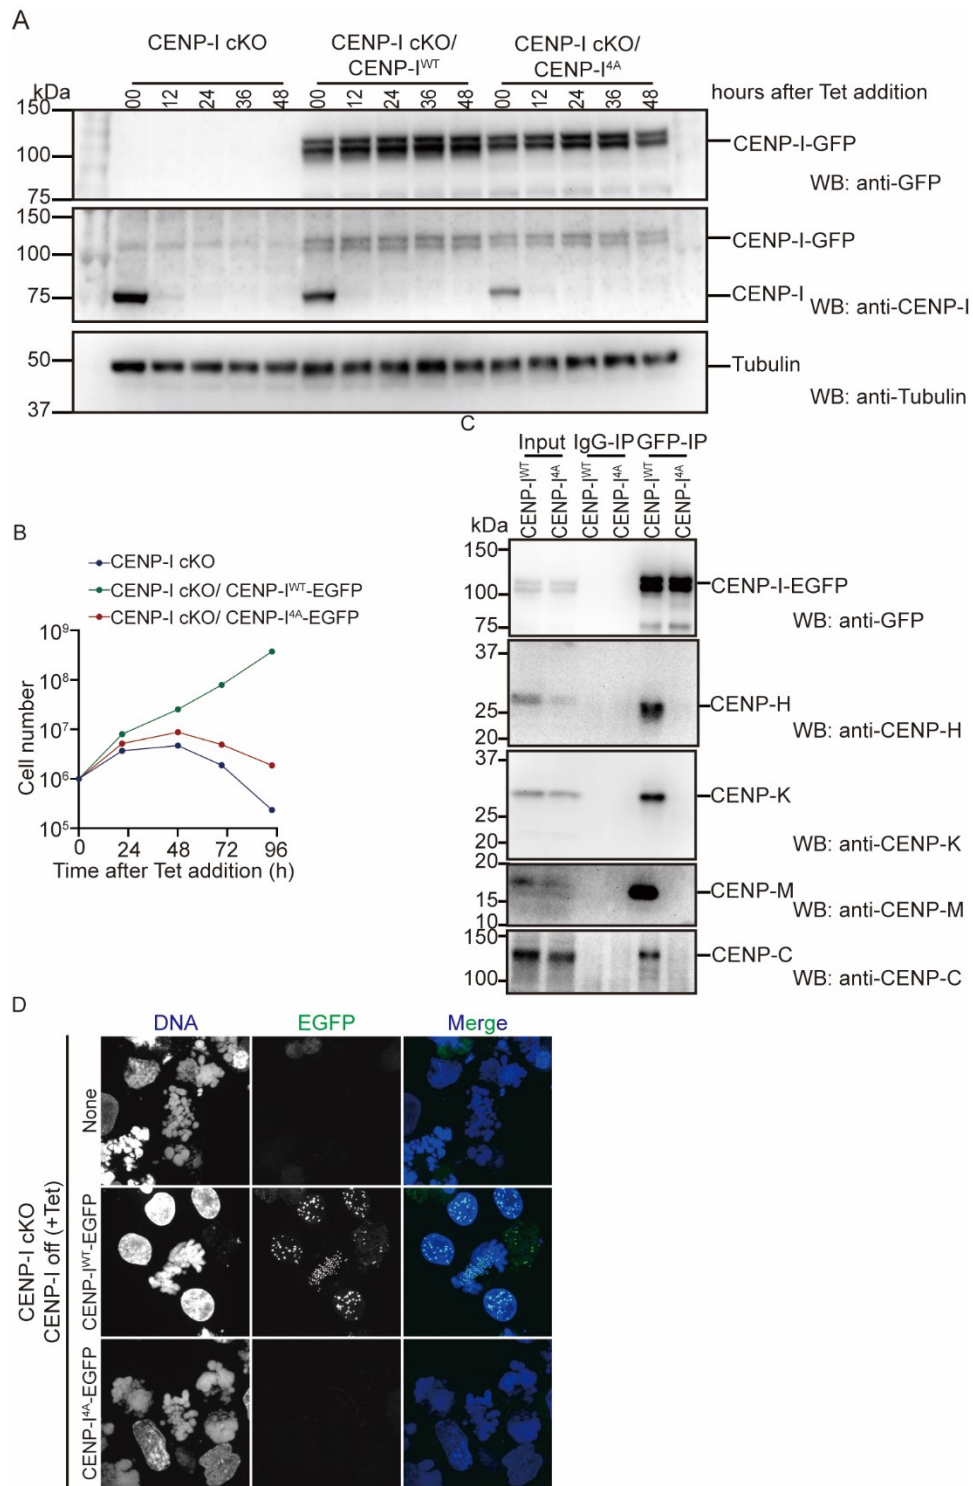 A
CENP-I cKO
CENP-I cKO/
CENP-I^WT
CENP-I cKO/
CENP-I^4A
kDa
00 12 24 36 48 00 12 24 36 48 00 12 24 36 48 hours after Tet addition
150
100
75
CENP-I-GFP
WB: anti-GFP
150
100
75
CENP-I-GFP
CENP-I
WB: anti-CENP-I
50
37
Tubulin
WB: anti-Tubulin
B
CENP-I cKO
CENP-I cKO/ CENP-I^WT-EGFP
CENP-I cKO/ CENP-I^4A-EGFP
Cell number
10^9
10^8
10^7
10^6
10^5
0 24 48 72 96
Time after Tet addition (h)
C
Input IgG-IP GFP-IP
CENP-I^WT CENP-I^4A CENP-I^WT CENP-I^4A CENP-I^WT CENP-I^4A
kDa
150
100
75
CENP-I-EGFP
WB: anti-GFP
37
25
20
CENP-H
WB: anti-CENP-H
37
25
20
CENP-K
WB: anti-CENP-K
20
15
10
CENP-M
WB: anti-CENP-M
150
100
CENP-C
WB: anti-CENP-C
D
DNA EGFP Merge
CENP-I cKO
CENP-I off (+Tet)
None
CENP-I^WT-EGFP
CENP-I^4A-EGFP